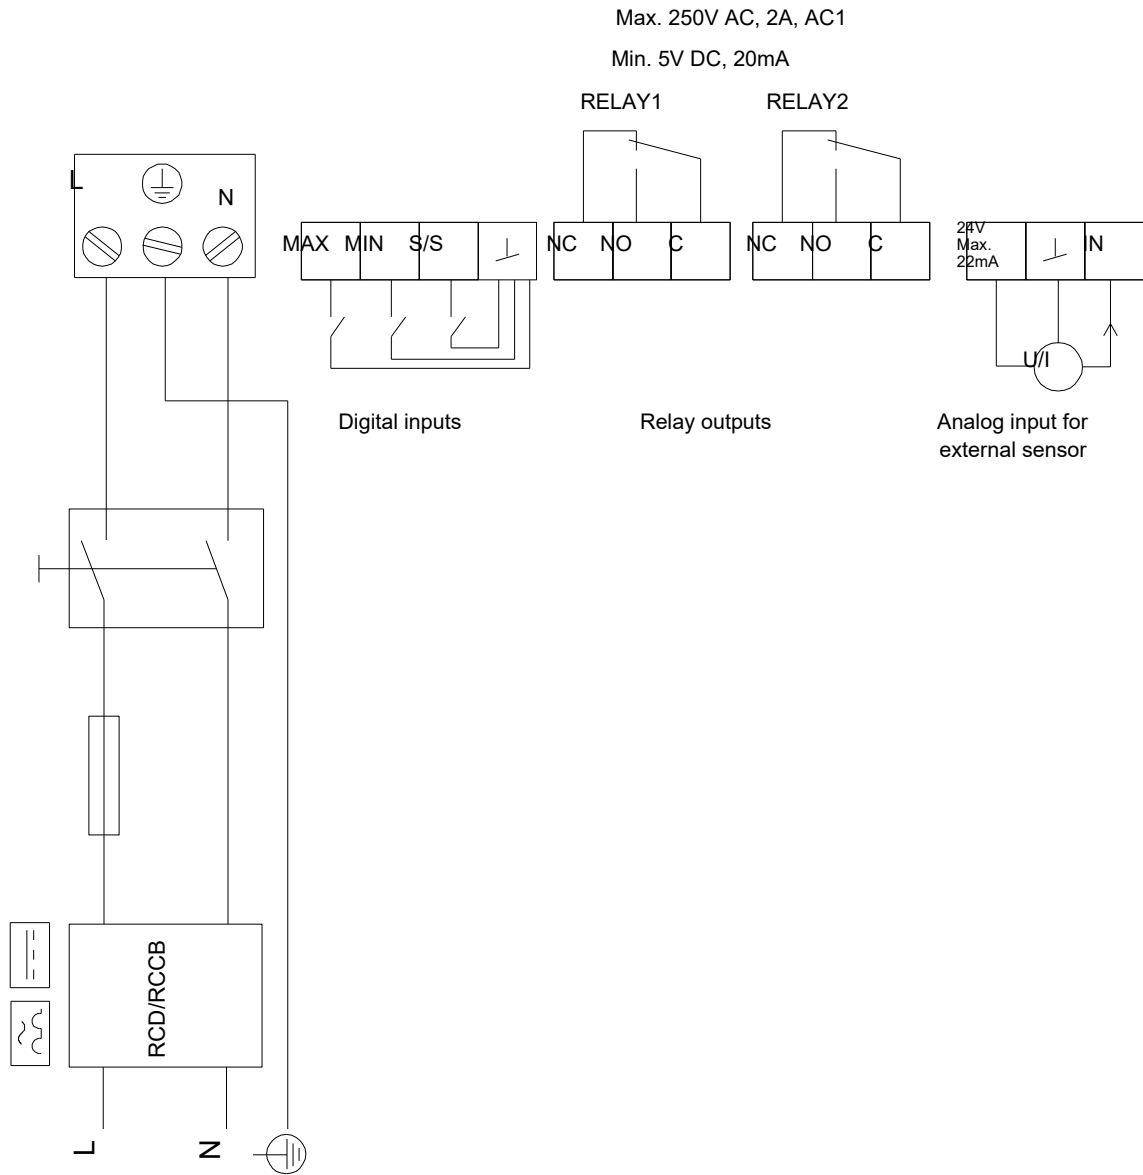 Max. 250V AC, 2A, AC1
Min. 5V DC, 20mA
RELAY1 RELAY2
L
N
MAX MIN S/S NC NO C NC NO C IN
24V
Max.
22mA
U/I
Digital inputs Relay outputs Analog input for
external sensor
RCD/RCCB
L N